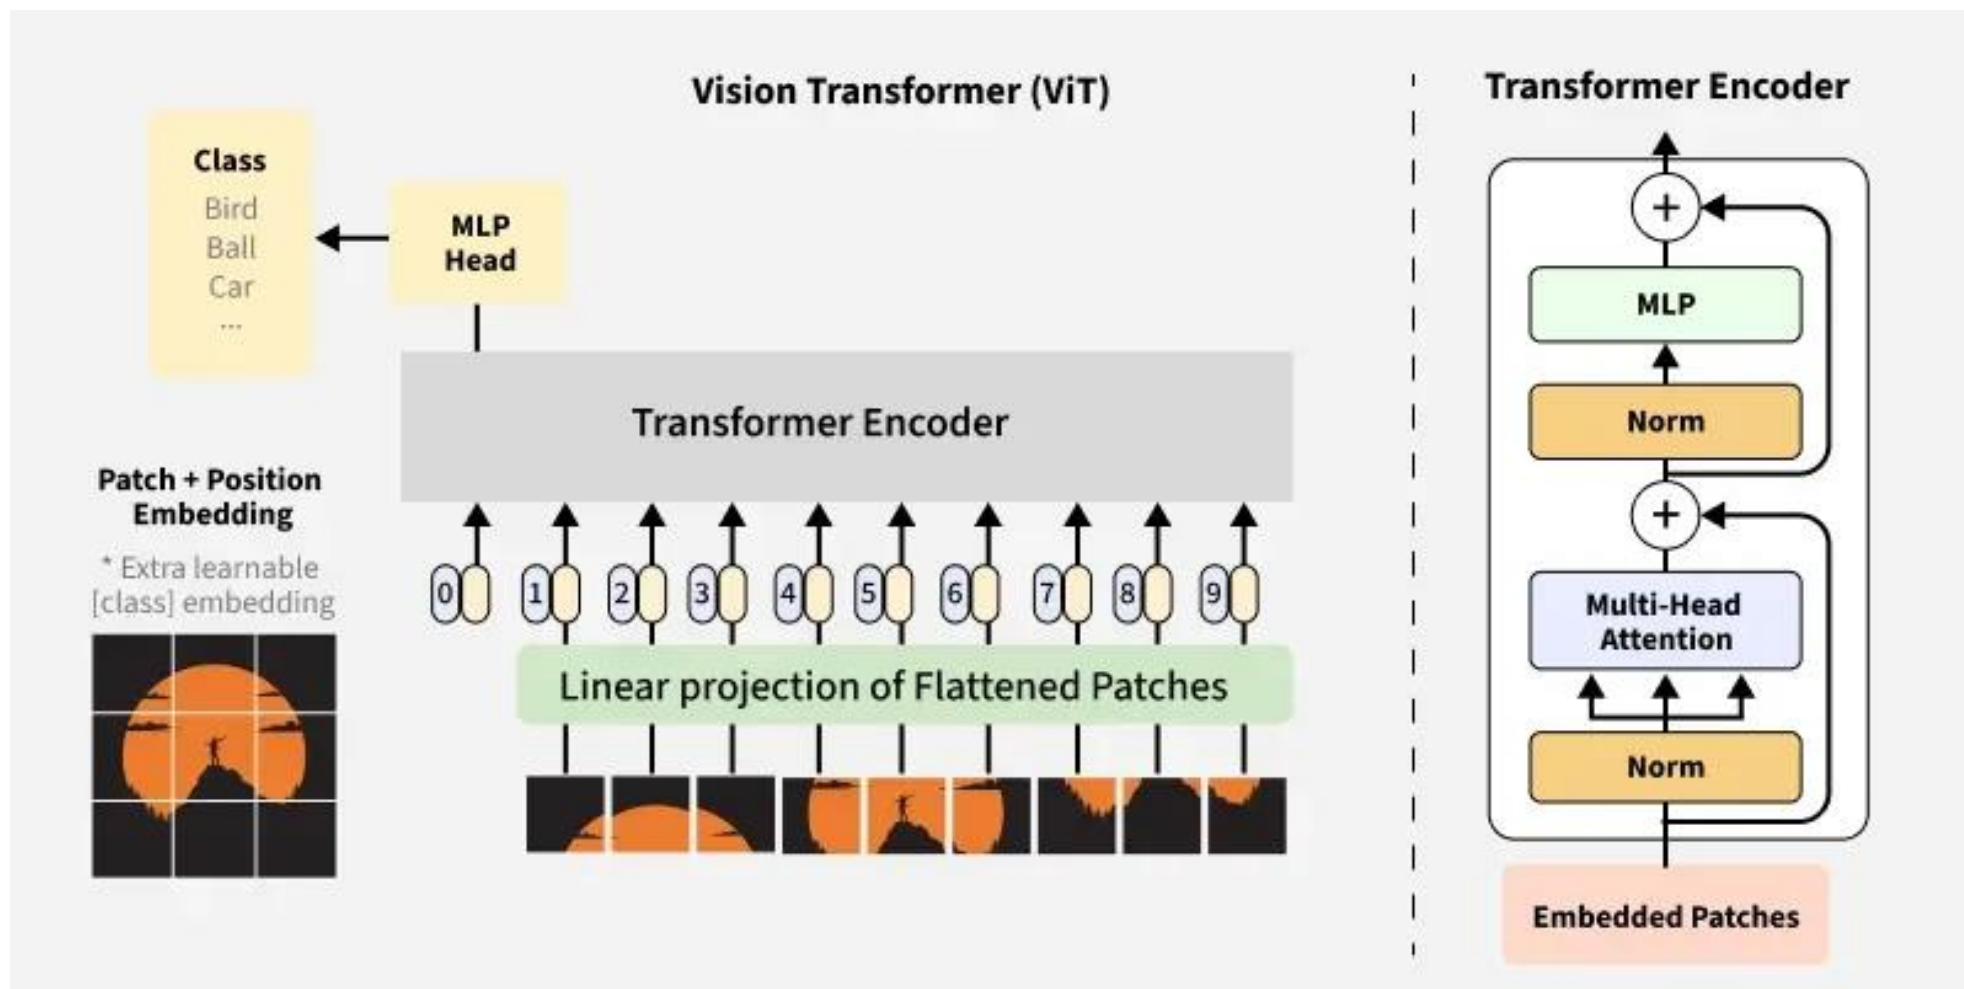 Vision Transformer (ViT)
Class
Bird
Ball
Car
...
MLP
Head
Transformer Encoder
Patch + Position
Embedding
* Extra learnable
[class] embedding
0 1 2 3 4 5 6 7 8 9
Linear projection of Flattened Patches
Transformer Encoder
+
MLP
Norm
+
Multi-Head
Attention
Norm
Embedded Patches